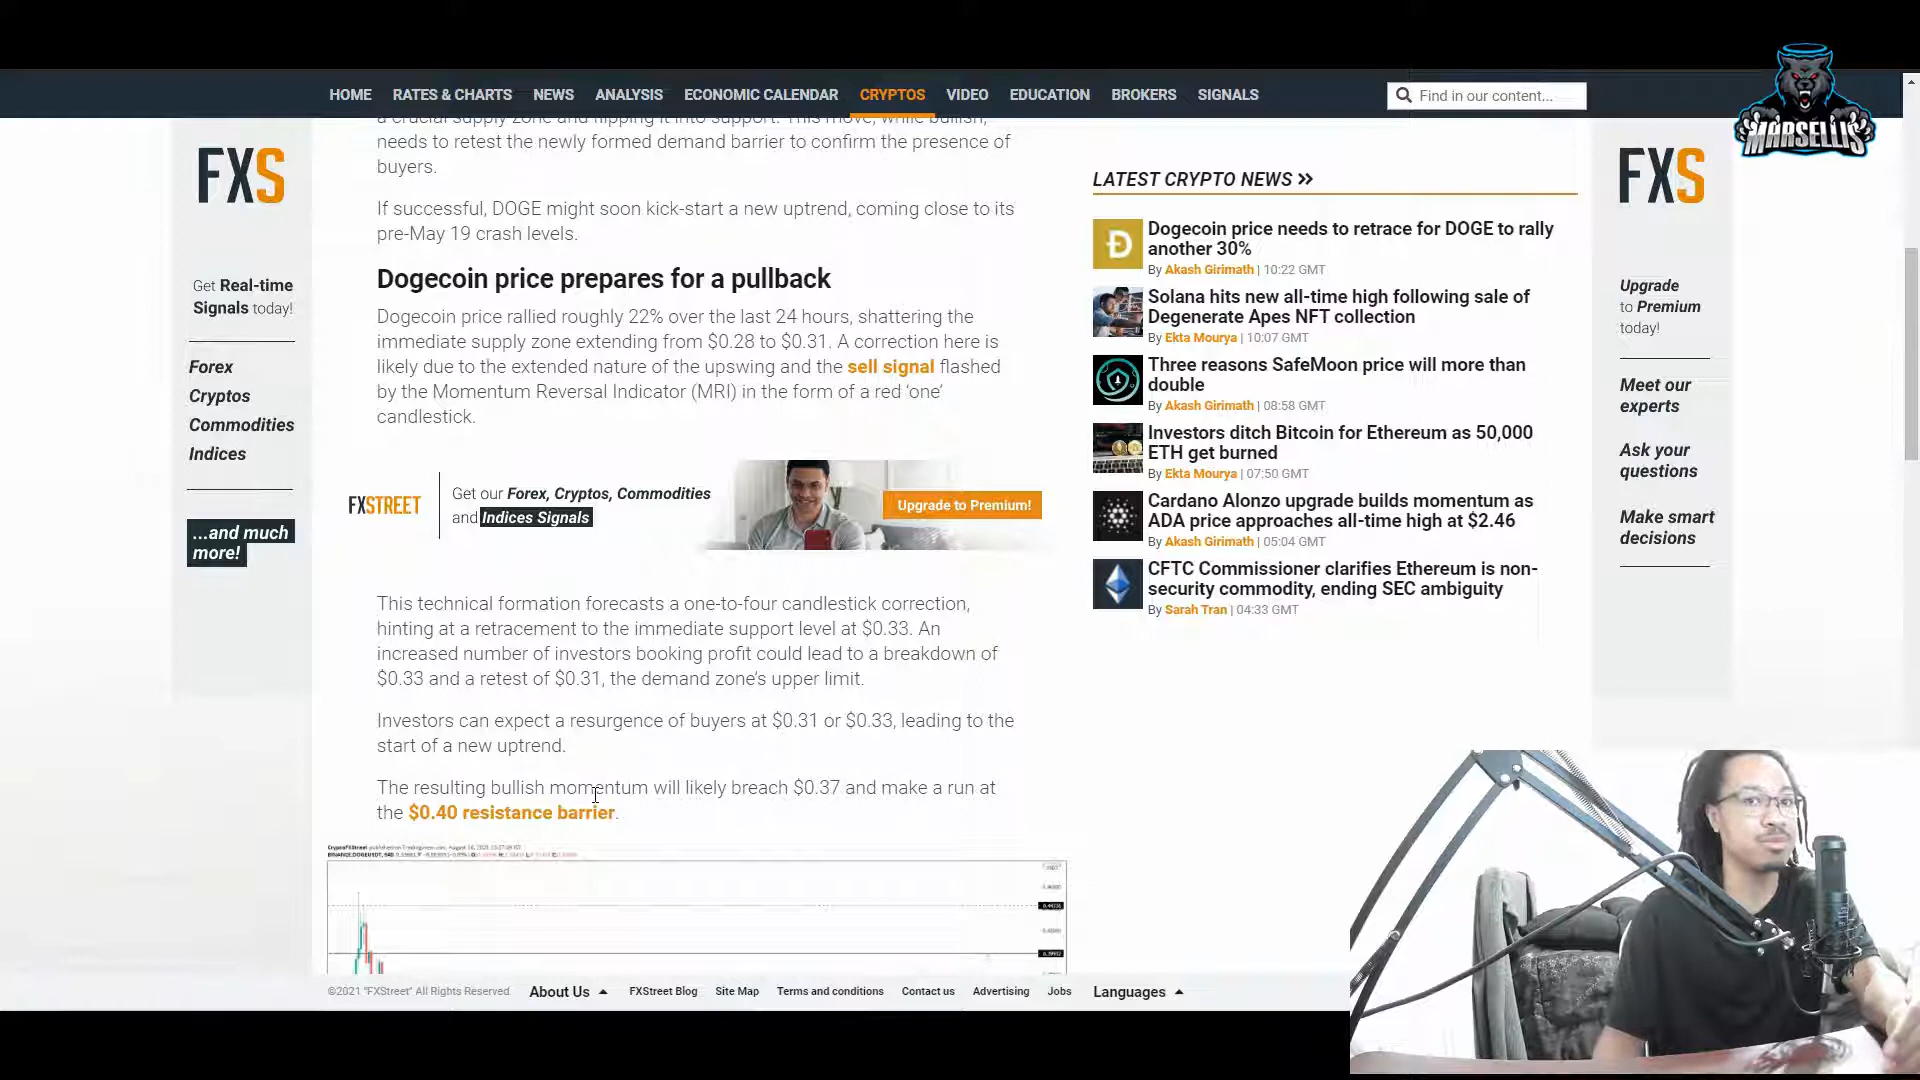 HOME RATES & CHARTS NEWS ANALYSIS ECONOMIC CALENDAR CRYPTOS VIDEO EDUCATION BROKERS SIGNALS
Find in our content...
MARSELLIS
FXS
Get Real-time
Signals today!
Forex
Cryptos
Commodities
Indices
...and much
more!
a crucial supply zone and flipping it into support. This move, while bullish,
needs to retest the newly formed demand barrier to confirm the presence of
buyers.
If successful, DOGE might soon kick-start a new uptrend, coming close to its
pre-May 19 crash levels.
Dogecoin price prepares for a pullback
Dogecoin price rallied roughly 22% over the last 24 hours, shattering the
immediate supply zone extending from $0.28 to $0.31. A correction here is
likely due to the extended nature of the upswing and the sell signal flashed
by the Momentum Reversal Indicator (MRI) in the form of a red ‘one’
candlestick.
FXSTREET
Get our Forex, Cryptos, Commodities
and Indices Signals
Upgrade to Premium!
This technical formation forecasts a one-to-four candlestick correction,
hinting at a retracement to the immediate support level at $0.33. An
increased number of investors booking profit could lead to a breakdown of
$0.33 and a retest of $0.31, the demand zone’s upper limit.
Investors can expect a resurgence of buyers at $0.31 or $0.33, leading to the
start of a new uptrend.
The resulting bullish momentum will likely breach $0.37 and make a run at
the $0.40 resistance barrier.
LATEST CRYPTO NEWS >>
Dogecoin price needs to retrace for DOGE to rally
another 30%
By Akash Girimath | 10:22 GMT
Solana hits new all-time high following sale of
Degenerate Apes NFT collection
By Ekta Mourya | 10:07 GMT
Three reasons SafeMoon price will more than
double
By Akash Girimath | 08:58 GMT
Investors ditch Bitcoin for Ethereum as 50,000
ETH get burned
By Ekta Mourya | 07:50 GMT
Cardano Alonzo upgrade builds momentum as
ADA price approaches all-time high at $2.46
By Akash Girimath | 05:04 GMT
CFTC Commissioner clarifies Ethereum is non-
security commodity, ending SEC ambiguity
By Sarah Tran | 04:33 GMT
FXS
Upgrade
to Premium
today!
Meet our
experts
Ask your
questions
Make smart
decisions
©2021 "FXStreet" All Rights Reserved. About Us FXStreet Blog Site Map Terms and conditions Contact us Advertising Jobs Languages